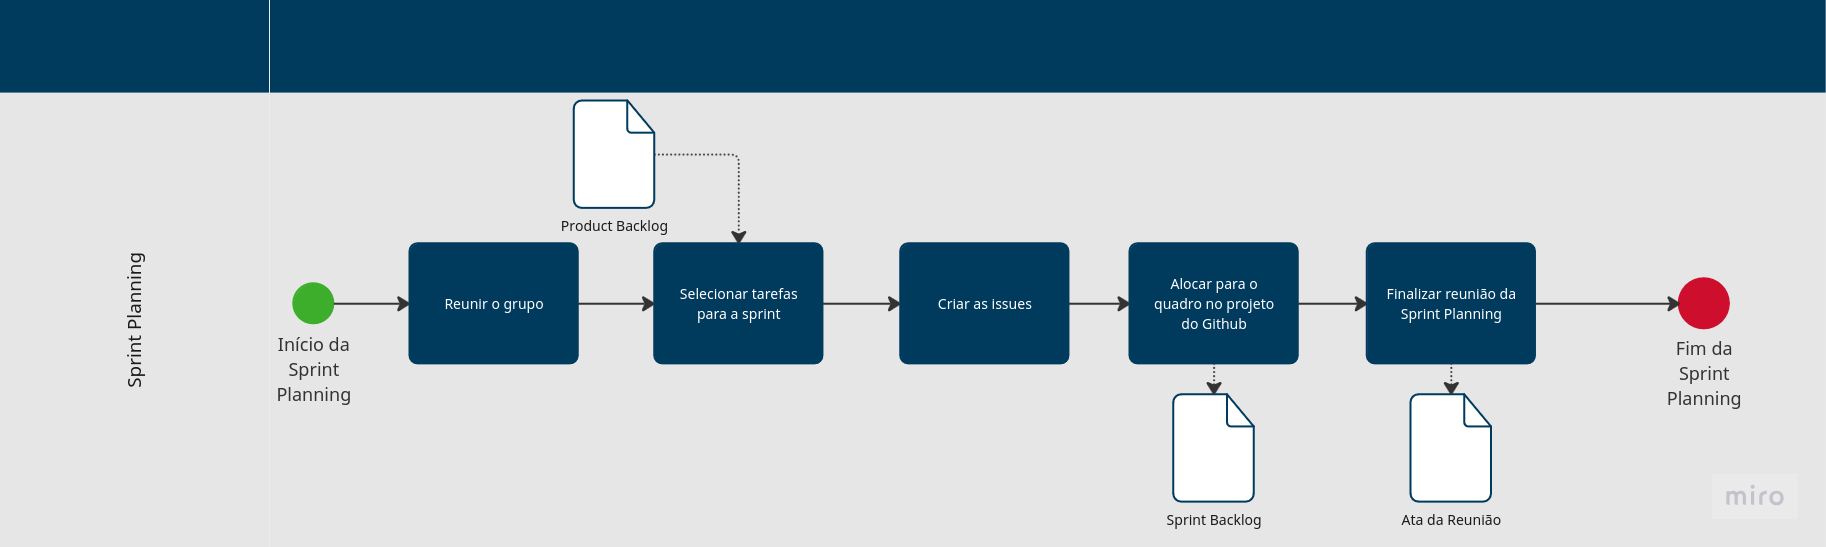 Sprint Planning
Product Backlog
Início da
Sprint
Planning
Reunir o grupo
Selecionar tarefas
para a sprint
Criar as issues
Alocar para o
quadro no projeto
do Github
Finalizar reunião da
Sprint Planning
Fim da
Sprint
Planning
Sprint Backlog
Ata da Reunião
miro